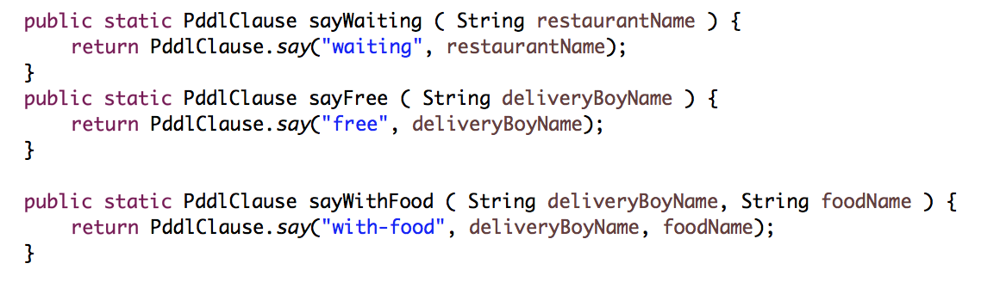 public static PddlClause sayWaiting ( String restaurantName ) {
    return PddlClause.say("waiting", restaurantName);
}
public static PddlClause sayFree ( String deliveryBoyName ) {
    return PddlClause.say("free", deliveryBoyName);
}

public static PddlClause sayWithFood ( String deliveryBoyName, String foodName ) {
    return PddlClause.say("with-food", deliveryBoyName, foodName);
}